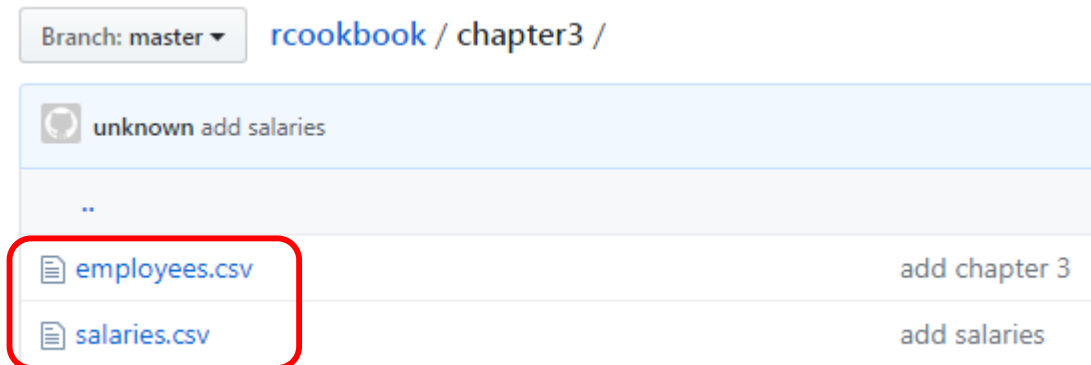 Branch: master rcookbook / chapter3 /
unknown add salaries
..
employees.csv add chapter 3
salaries.csv add salaries